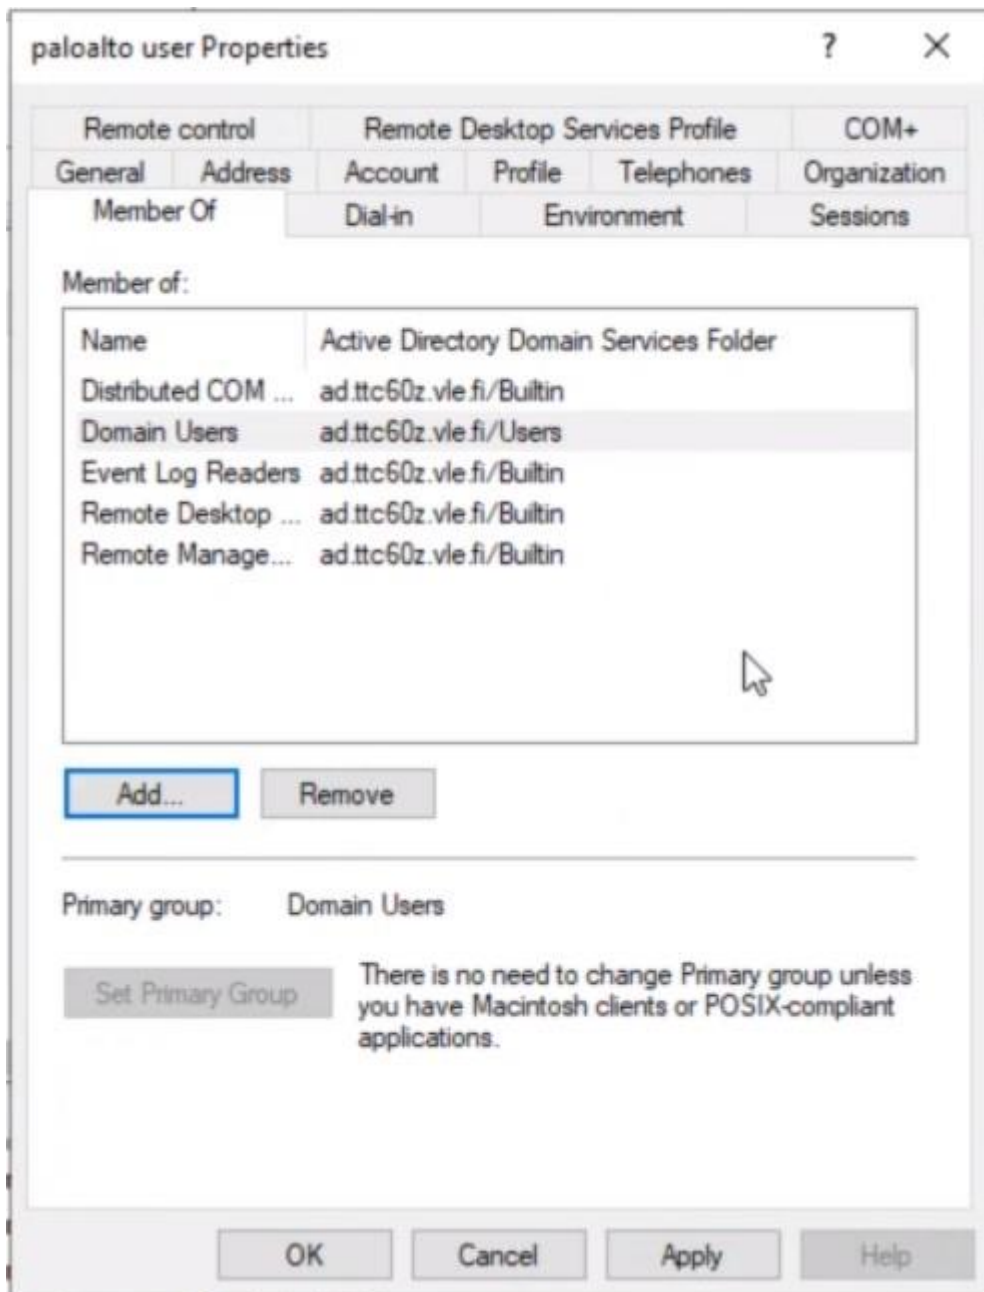 paloalto user Properties ? X
Remote control Remote Desktop Services Profile COM+
General Address Account Profile Telephones Organization
Member Of Dial-in Environment Sessions
Member of:
Name Active Directory Domain Services Folder
Distributed COM ... ad.ttc60z.vle.fi/Builtin
Domain Users ad.ttc60z.vle.fi/Users
Event Log Readers ad.ttc60z.vle.fi/Builtin
Remote Desktop ... ad.ttc60z.vle.fi/Builtin
Remote Manage... ad.ttc60z.vle.fi/Builtin
Add... Remove
Primary group: Domain Users
Set Primary Group
There is no need to change Primary group unless
you have Macintosh clients or POSIX-compliant
applications.
OK Cancel Apply Help